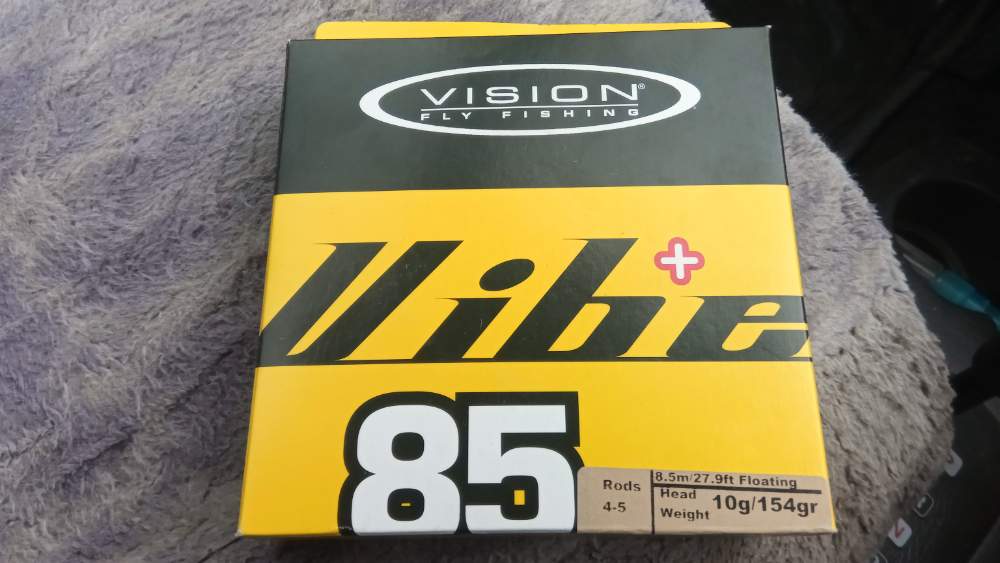 VISION®
FLY FISHING
Vibe+
85
Rods
4-5
8.5m/27.9ft Floating
Head
Weight
10g/154gr